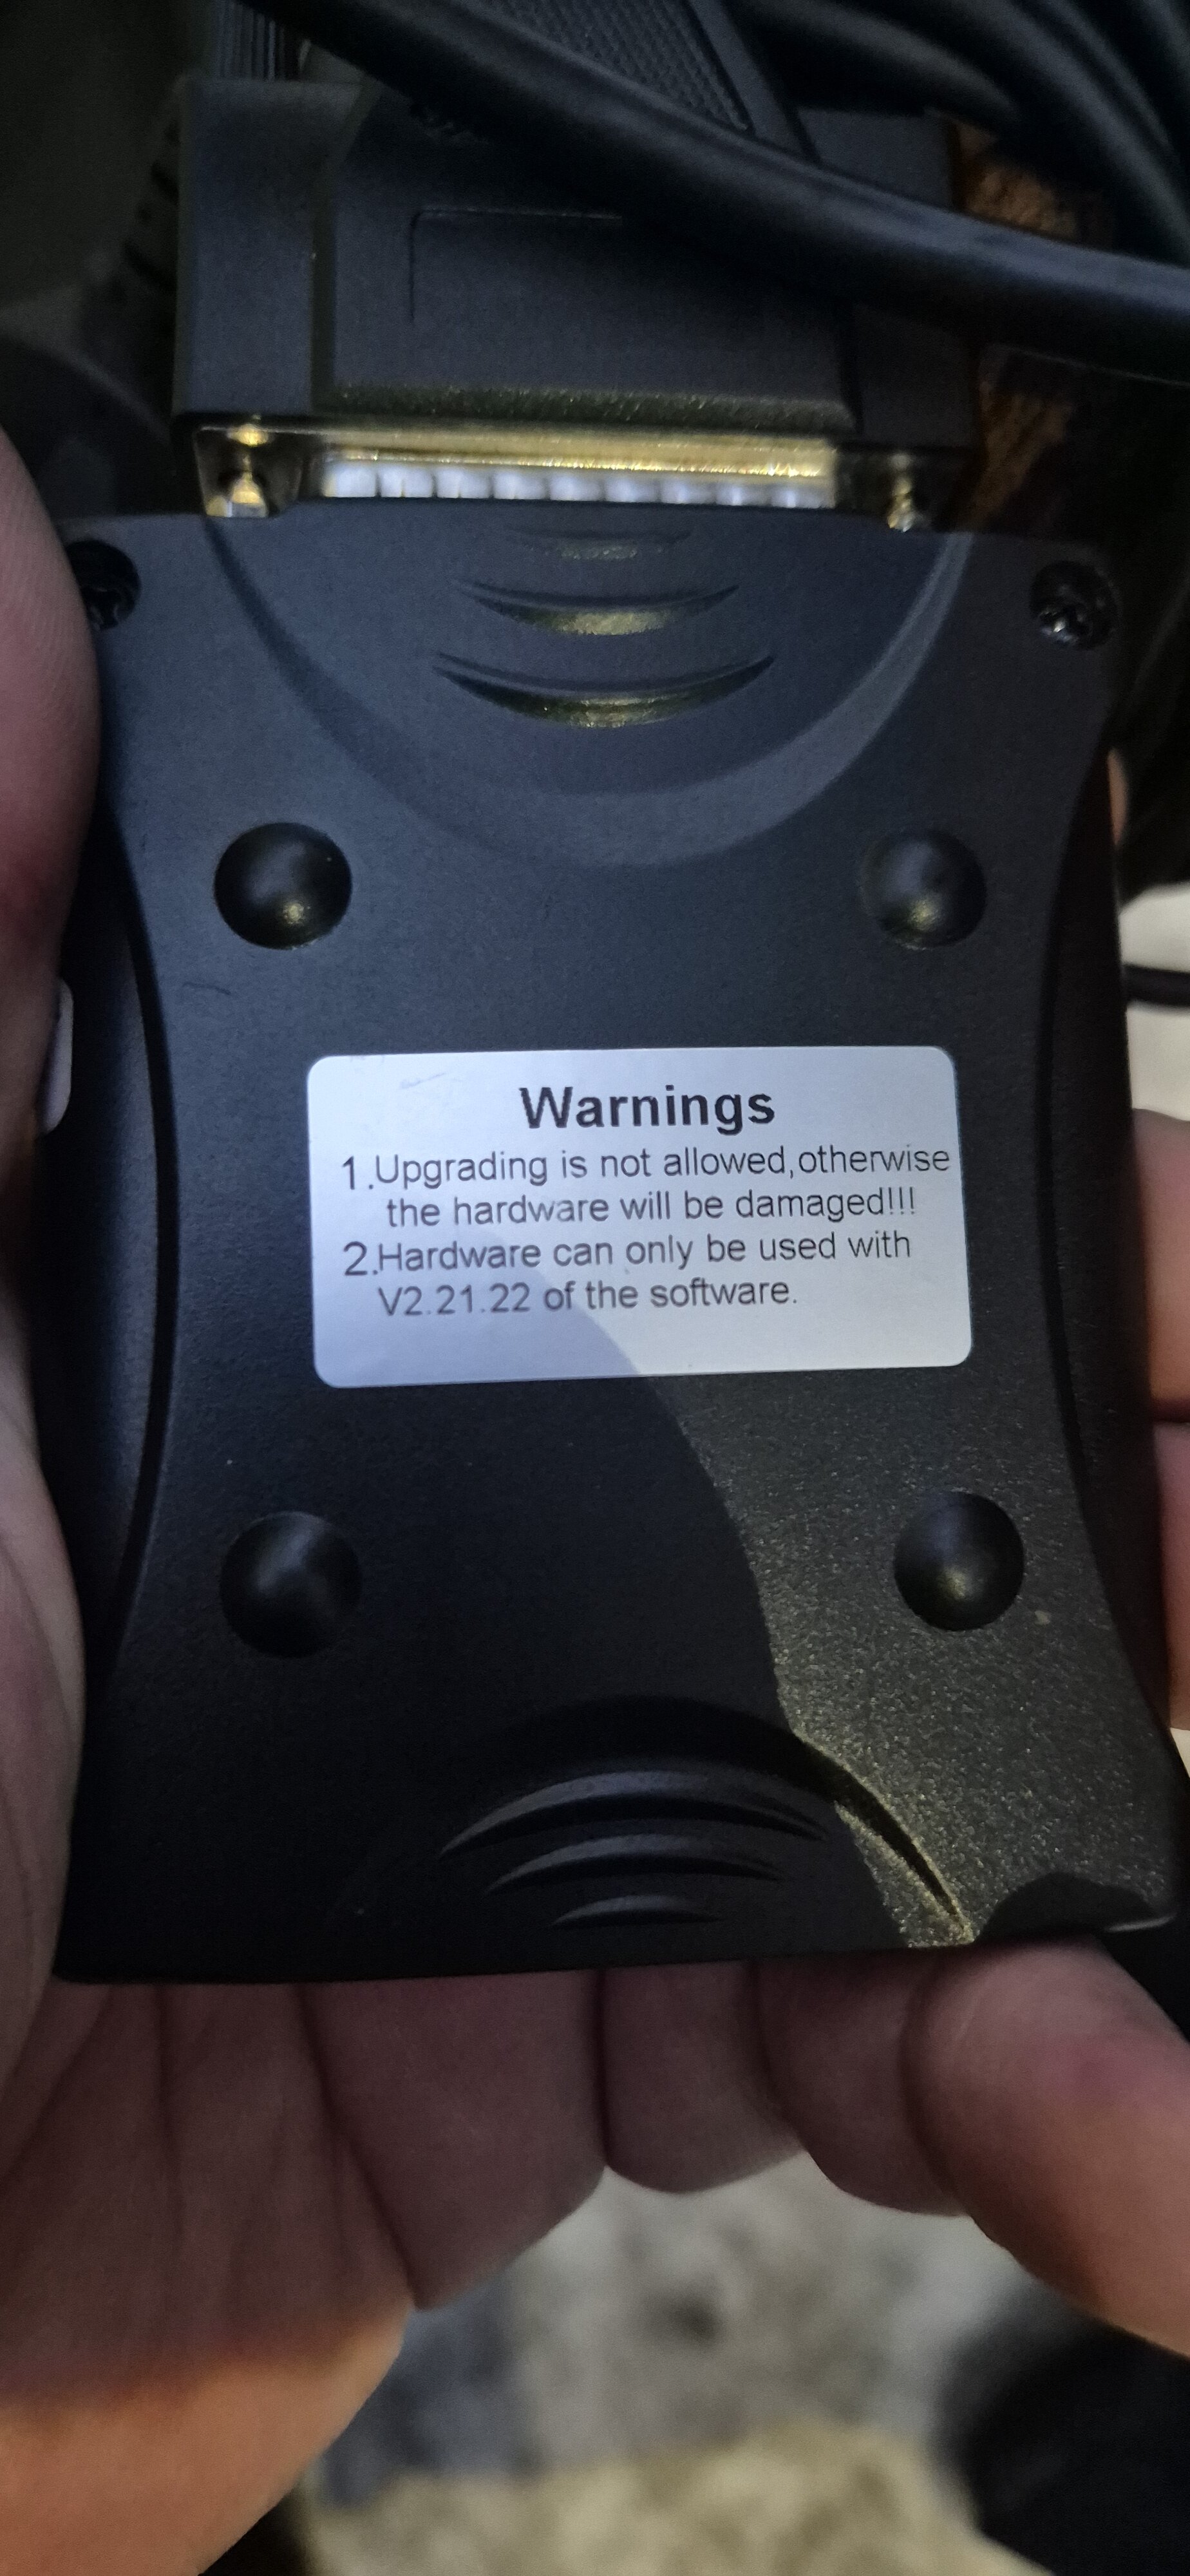 Warnings
1.Upgrading is not allowed,otherwise
the hardware will be damaged!!!
2.Hardware can only be used with
V2.21.22 of the software.